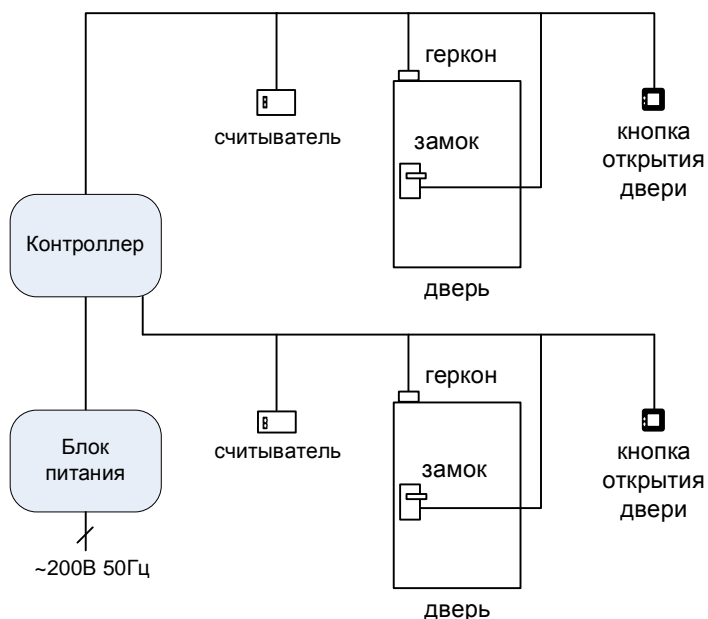 геркон
считыватель
замок
кнопка
открытия
двери
Контроллер
дверь
геркон
считыватель
замок
кнопка
открытия
двери
Блок
питания
~200В 50Гц
дверь